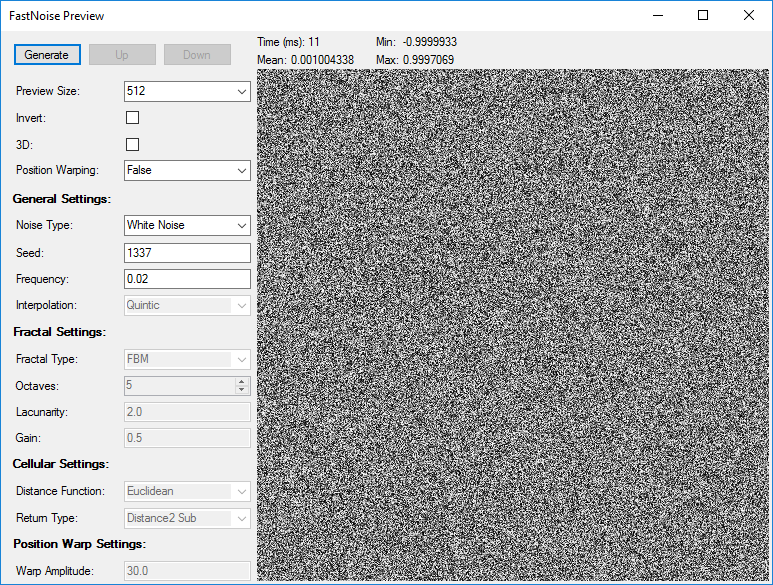 FastNoise Preview
Generate Up Down
Time (ms): 11 Min: -0.9999933
Mean: 0.001004338 Max: 0.9997069
Preview Size: 512
Invert:
3D:
Position Warping: False
General Settings:
Noise Type: White Noise
Seed: 1337
Frequency: 0.02
Interpolation: Quintic
Fractal Settings:
Fractal Type: FBM
Octaves: 5
Lacunarity: 2.0
Gain: 0.5
Cellular Settings:
Distance Function: Euclidean
Return Type: Distance2 Sub
Position Warp Settings:
Warp Amplitude: 30.0